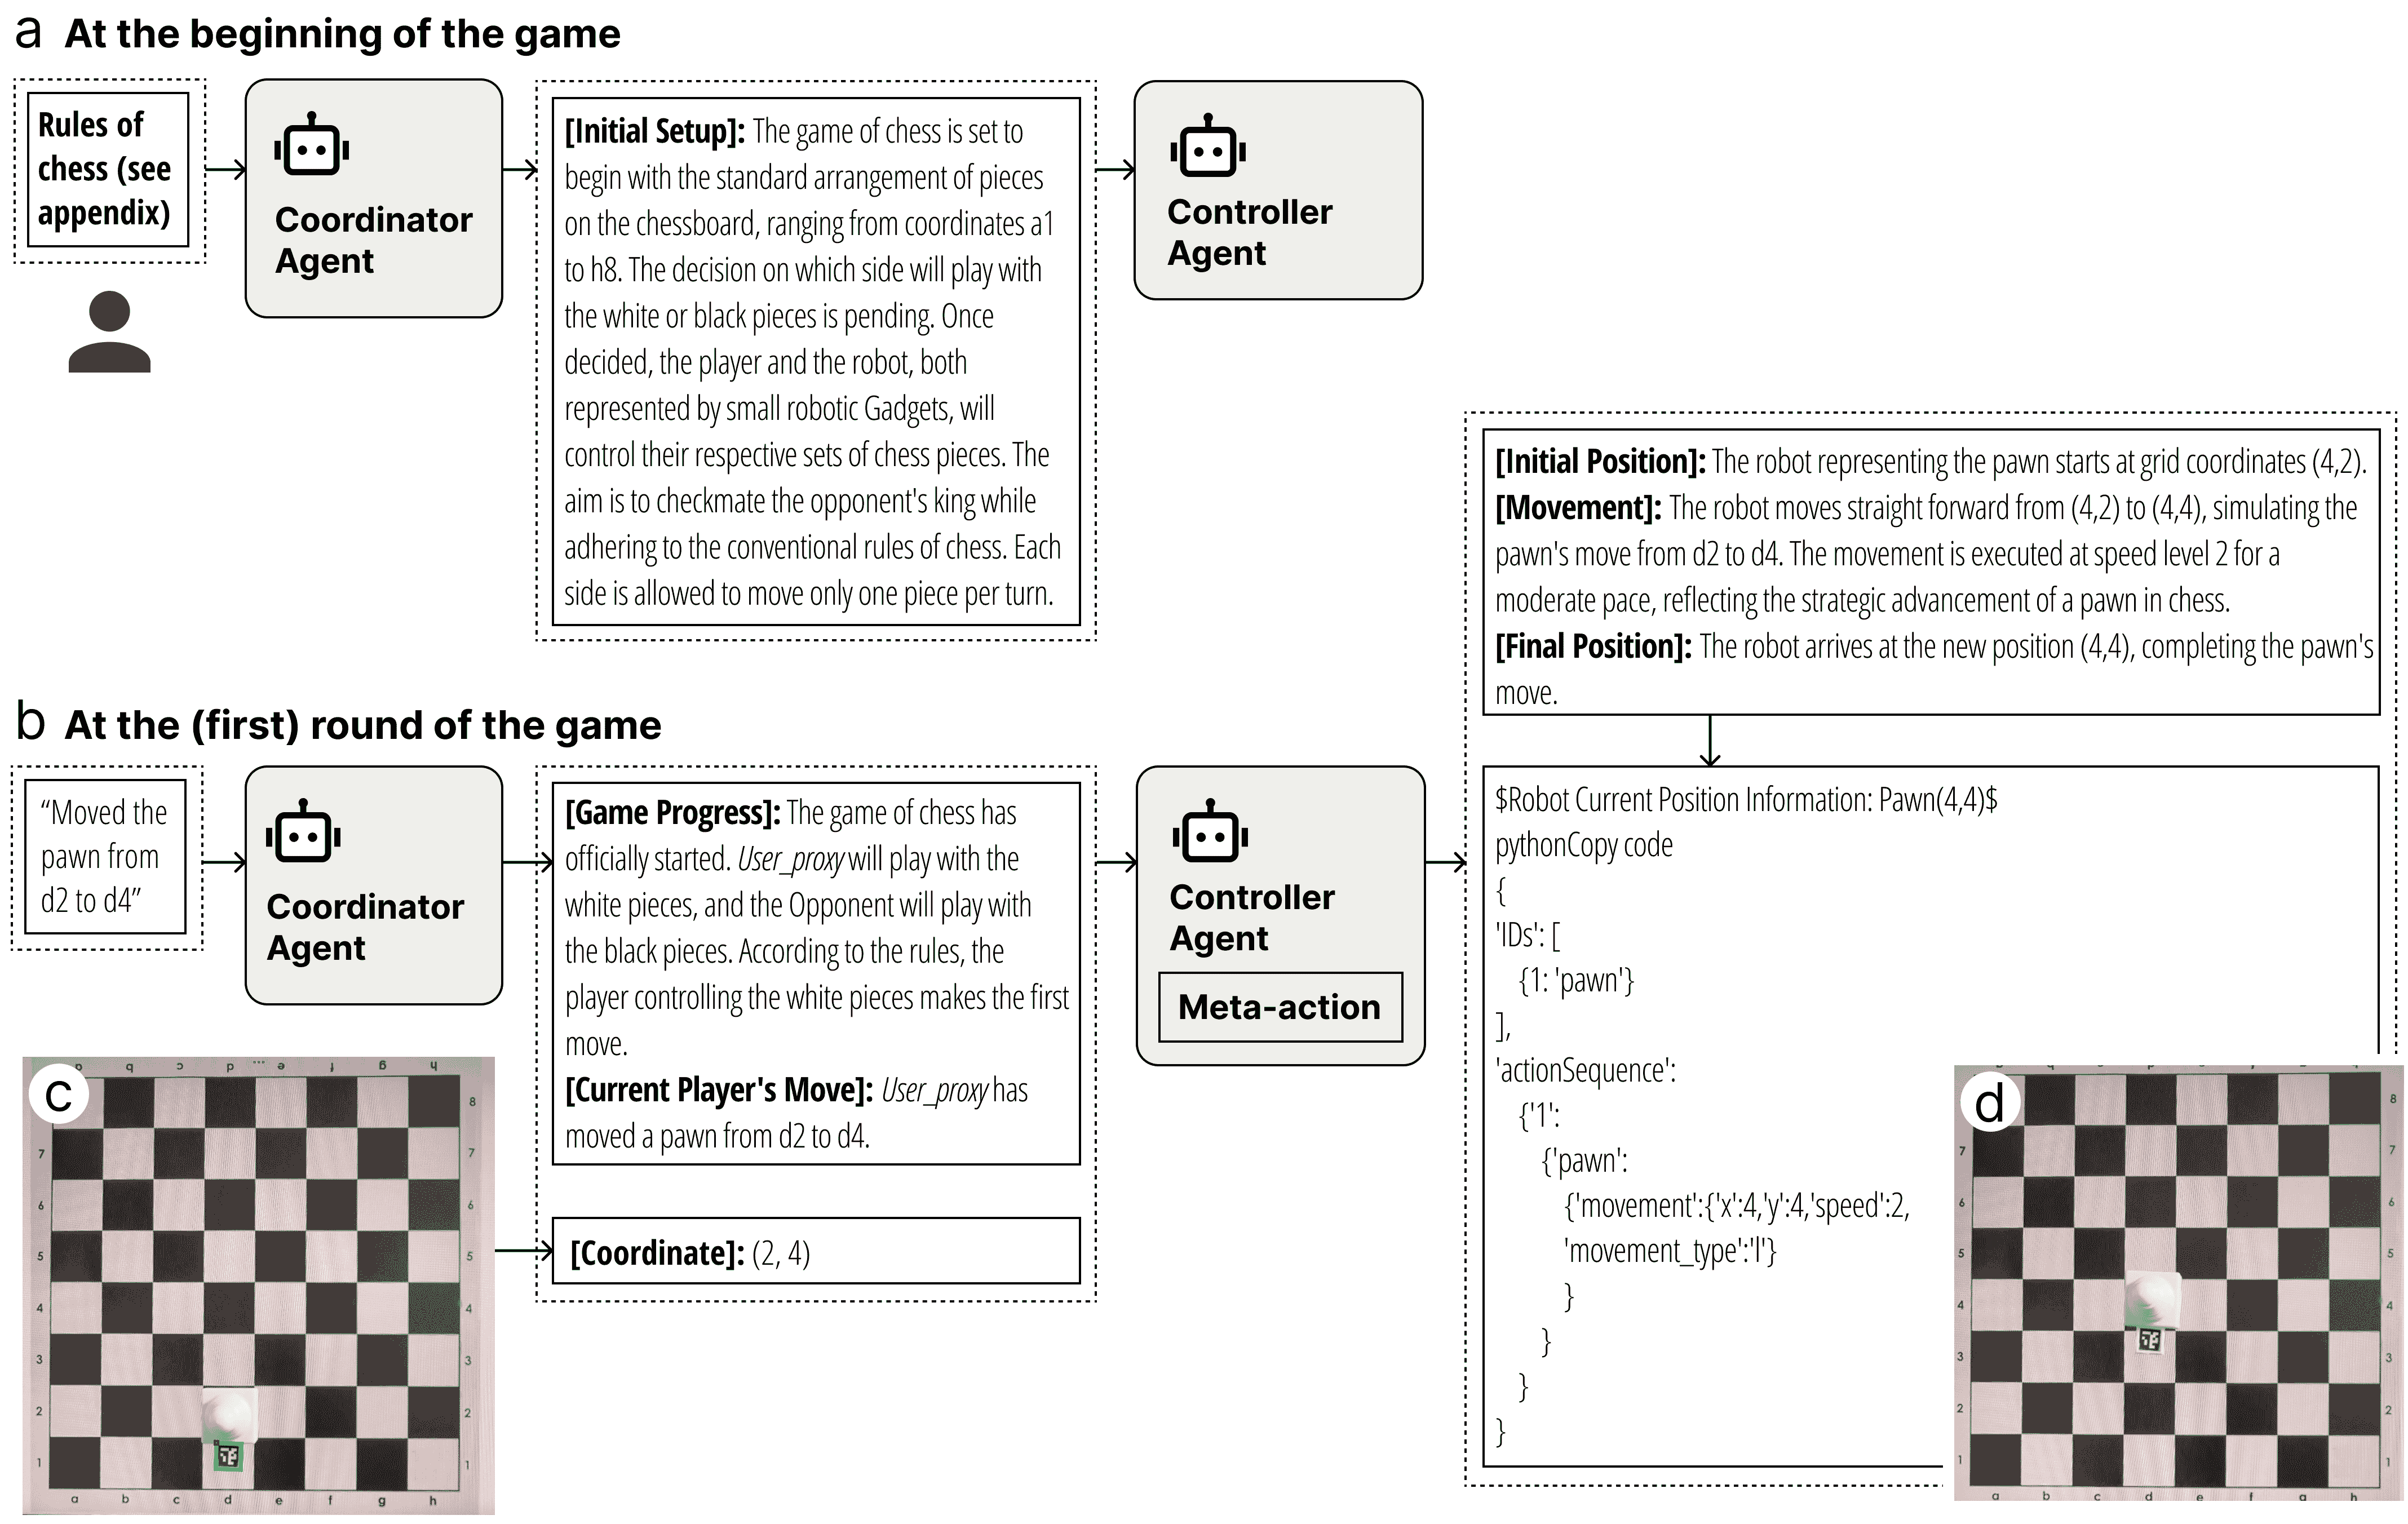 a At the beginning of the game
Rules of
chess (see
appendix)
Coordinator
Agent
[Initial Setup]: The game of chess is set to
begin with the standard arrangement of pieces
on the chessboard, ranging from coordinates a1
to h8. The decision on which side will play with
the white or black pieces is pending. Once
decided, the player and the robot, both
represented by small robotic Gadgets, will
control their respective sets of chess pieces. The
aim is to checkmate the opponent's king while
adhering to the conventional rules of chess. Each
side is allowed to move only one piece per turn.
Controller
Agent
b At the (first) round of the game
“Moved the
pawn from
d2 to d4”
Coordinator
Agent
[Game Progress]: The game of chess has
officially started. User_proxy will play with the
white pieces, and the Opponent will play with
the black pieces. According to the rules, the
player controlling the white pieces makes the first
move.
[Current Player's Move]: User_proxy has
moved a pawn from d2 to d4.
[Coordinate]: (2, 4)
Controller
Agent
Meta-action
[Initial Position]: The robot representing the pawn starts at grid coordinates (4,2).
[Movement]: The robot moves straight forward from (4,2) to (4,4), simulating the
pawn's move from d2 to d4. The movement is executed at speed level 2 for a
moderate pace, reflecting the strategic advancement of a pawn in chess.
[Final Position]: The robot arrives at the new position (4,4), completing the pawn's
move.
$Robot Current Position Information: Pawn(4,4)$
pythonCopy code
{
'IDs': [
{1: 'pawn'}
],
'actionSequence':
{'1':
{'pawn':
{'movement':{'x':4,'y':4,'speed':2,
'movement_type':'l'}
}
}
}
}
c
b c d e f g h
8
7 7
6 6
5 5
4 4
3 3
2 2
1 1
a b c d e f g h
d
8
7 7
6 6
5 5
4 4
3 3
2 2
1 1
a b c d e f g h